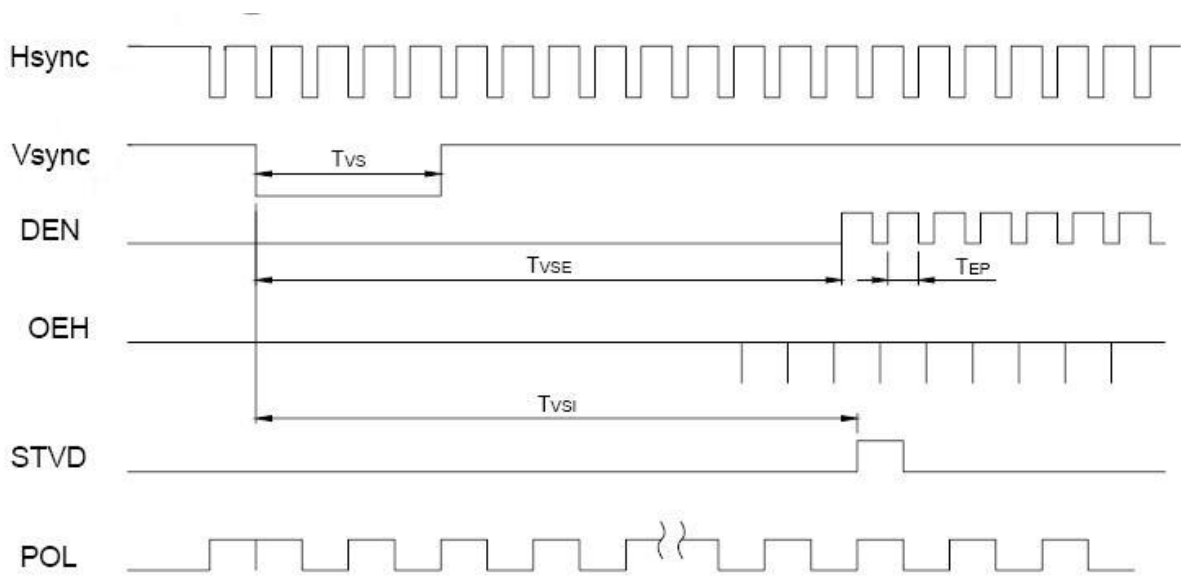 Hsync
Vsync
TVS
DEN
TVSE
TEP
OEH
TVSI
STVD
POL